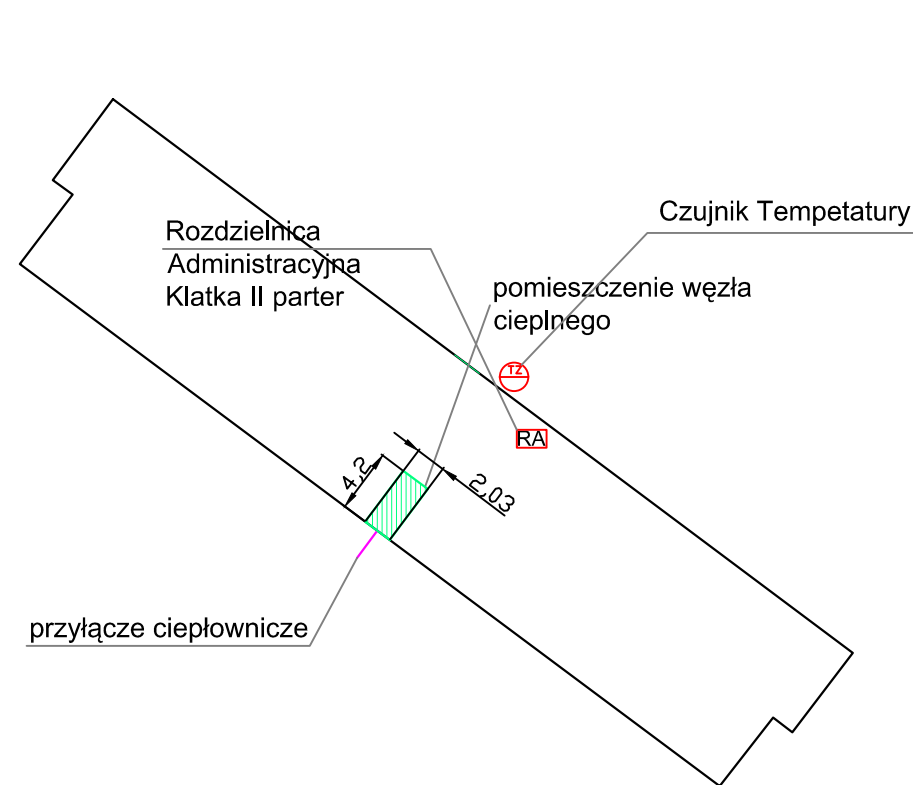 Czujnik Tempetatury
Rozdzielnica
Administracyjna
Klatka II parter
pomieszczenie węzła
cieplnego
TZ
RA
4,2
2,03
przyłącze ciepłownicze